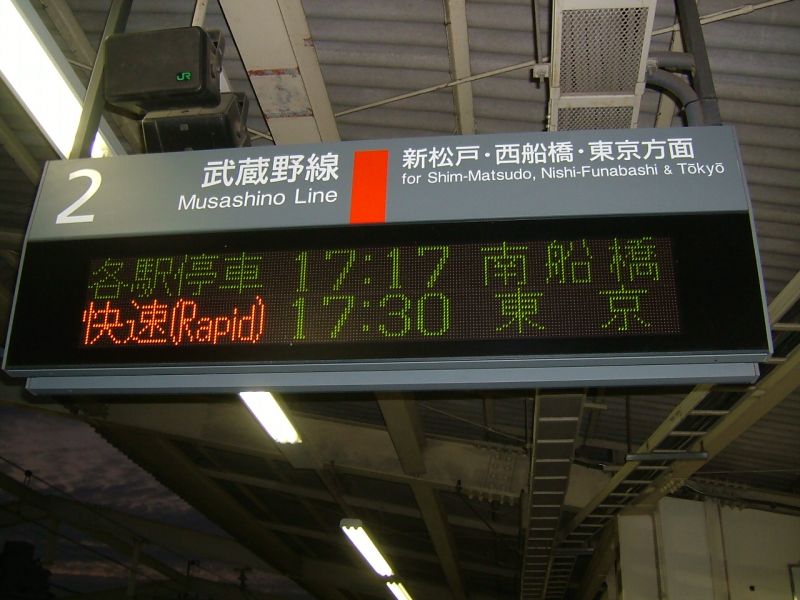 JR
2
武蔵野線
Musashino Line
新松戸・西船橋・東京方面
for Shim-Matsudo, Nishi-Funabashi & Tōkyō
各駅停車 17:17 南船橋
快速(Rapid) 17:30 東京